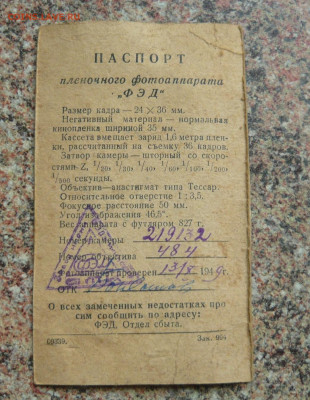 ПАСПОРТ
пленочного фотоаппарата
„ФЭД“
Размер кадра — 24 × 36 мм.
Негативный материал — нормальная
кинопленка шириной 35 мм.
Кассета вмещает заряд 1,6 метра плен-
ки, рассчитанный на съемку 36 кадров.
Затвор камеры — шторный со скоро-
стями Z, 1/20, 1/30, 1/40, 1/60, 1/100, 1/200,
1/500 секунды.
Объектив — анастигмат типа Тессар
Относительное отверстие 1 : 3,5.
Фокусное расстояние 50 мм.
Угол изображения 46,5°.
Вес аппарата с футляром 827 г.
Номер камеры 219132
Номер объектива 484
Фотоаппарат проверен 13/8 194
ОТК
О всех замеченных недостатках про-
сим сообщить по адресу:
ФЭД. Отдел сбыта.
Зак.